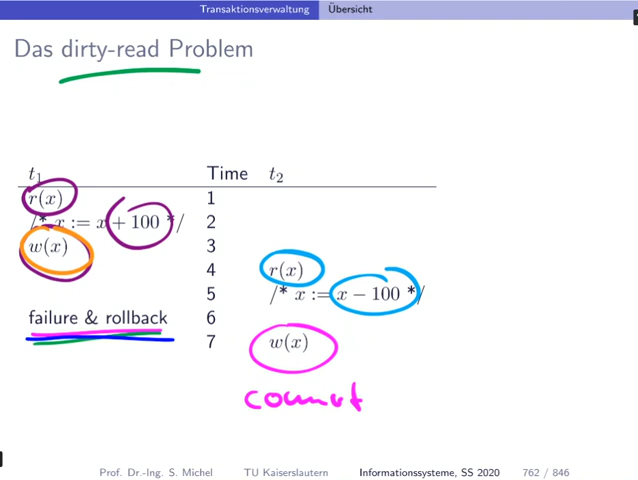 Transaktionsverwaltung Übersicht
Das dirty-read Problem
t₁ Time t₂
r(x) 1
/* x := x + 100 */ 2
w(x) 3
4 r(x)
5 /* x := x − 100 */
failure & rollback 6
7 w(x)
commit
Prof. Dr.-Ing. S. Michel TU Kaiserslautern Informationssysteme, SS 2020 762 / 846